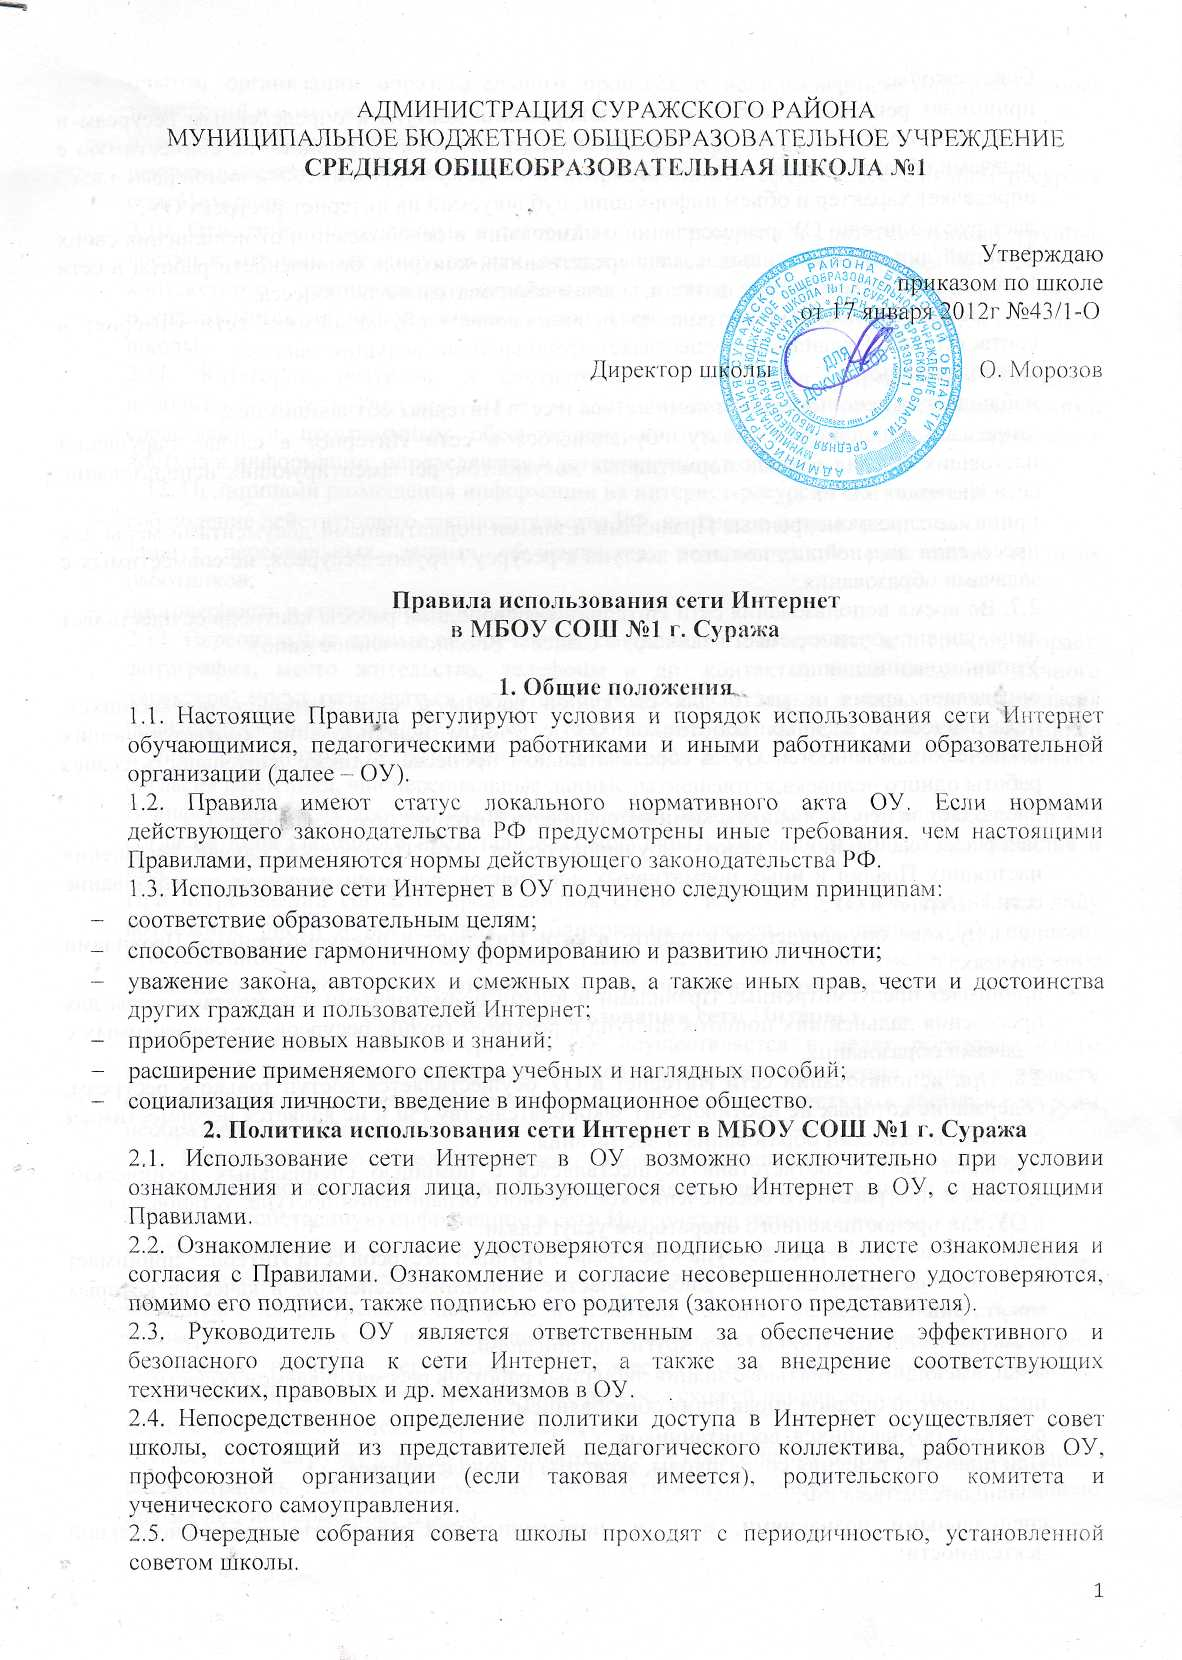 АДМИНИСТРАЦИЯ СУРАЖСКОГО РАЙОНА
МУНИЦИПАЛЬНОЕ БЮДЖЕТНОЕ ОБЩЕОБРАЗОВАТЕЛЬНОЕ УЧРЕЖДЕНИЕ
СРЕДНЯЯ ОБЩЕОБРАЗОВАТЕЛЬНАЯ ШКОЛА №1
Утверждаю
приказом по школе
от 17 января 2012г №43/1-О
Директор школы О. Морозов
ДЛЯ
ДОКУМЕНТОВ
Правила использования сети Интернет
в МБОУ СОШ №1 г. Суража
1. Общие положения
1.1. Настоящие Правила регулируют условия и порядок использования сети Интернет
обучающимися, педагогическими работниками и иными работниками образовательной
организации (далее – ОУ).
1.2. Правила имеют статус локального нормативного акта ОУ. Если нормами
действующего законодательства РФ предусмотрены иные требования, чем настоящими
Правилами, применяются нормы действующего законодательства РФ.
1.3. Использование сети Интернет в ОУ подчинено следующим принципам:
– соответствие образовательным целям;
– способствование гармоничному формированию и развитию личности;
– уважение закона, авторских и смежных прав, а также иных прав, чести и достоинства
других граждан и пользователей Интернет;
– приобретение новых навыков и знаний;
– расширение применяемого спектра учебных и наглядных пособий;
– социализация личности, введение в информационное общество.
2. Политика использования сети Интернет в МБОУ СОШ №1 г. Суража
2.1. Использование сети Интернет в ОУ возможно исключительно при условии
ознакомления и согласия лица, пользующегося сетью Интернет в ОУ, с настоящими
Правилами.
2.2. Ознакомление и согласие удостоверяются подписью лица в листе ознакомления и
согласия с Правилами. Ознакомление и согласие несовершеннолетнего удостоверяются,
помимо его подписи, также подписью его родителя (законного представителя).
2.3. Руководитель ОУ является ответственным за обеспечение эффективного и
безопасного доступа к сети Интернет, а также за внедрение соответствующих
технических, правовых и др. механизмов в ОУ.
2.4. Непосредственное определение политики доступа в Интернет осуществляет совет
школы, состоящий из представителей педагогического коллектива, работников ОУ,
профсоюзной организации (если таковая имеется), родительского комитета и
ученического самоуправления.
2.5. Очередные собрания совета школы проходят с периодичностью, установленной
советом школы.
1